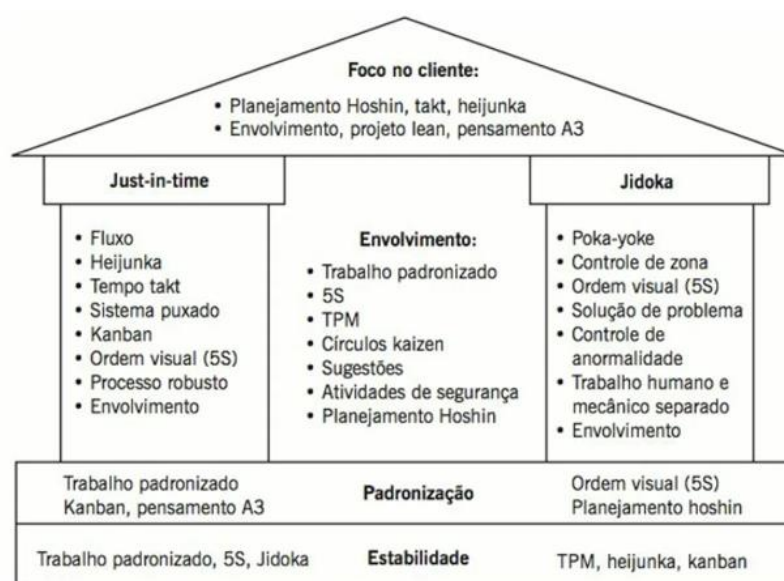 Foco no cliente:
• Planejamento Hoshin, takt, heijunka
• Envolvimento, projeto lean, pensamento A3
Just-in-time
• Fluxo
• Heijunka
• Tempo takt
• Sistema puxado
• Kanban
• Ordem visual (5S)
• Processo robusto
• Envolvimento
Envolvimento:
• Trabalho padronizado
• 5S
• TPM
• Círculos kaizen
• Sugestões
• Atividades de segurança
• Planejamento Hoshin
Jidoka
• Poka-yoke
• Controle de zona
• Ordem visual (5S)
• Solução de problema
• Controle de
anormalidade
• Trabalho humano e
mecânico separado
• Envolvimento
Trabalho padronizado
Kanban, pensamento A3
Padronização
Ordem visual (5S)
Planejamento hoshin
Trabalho padronizado, 5S, Jidoka
Estabilidade
TPM, heijunka, kanban